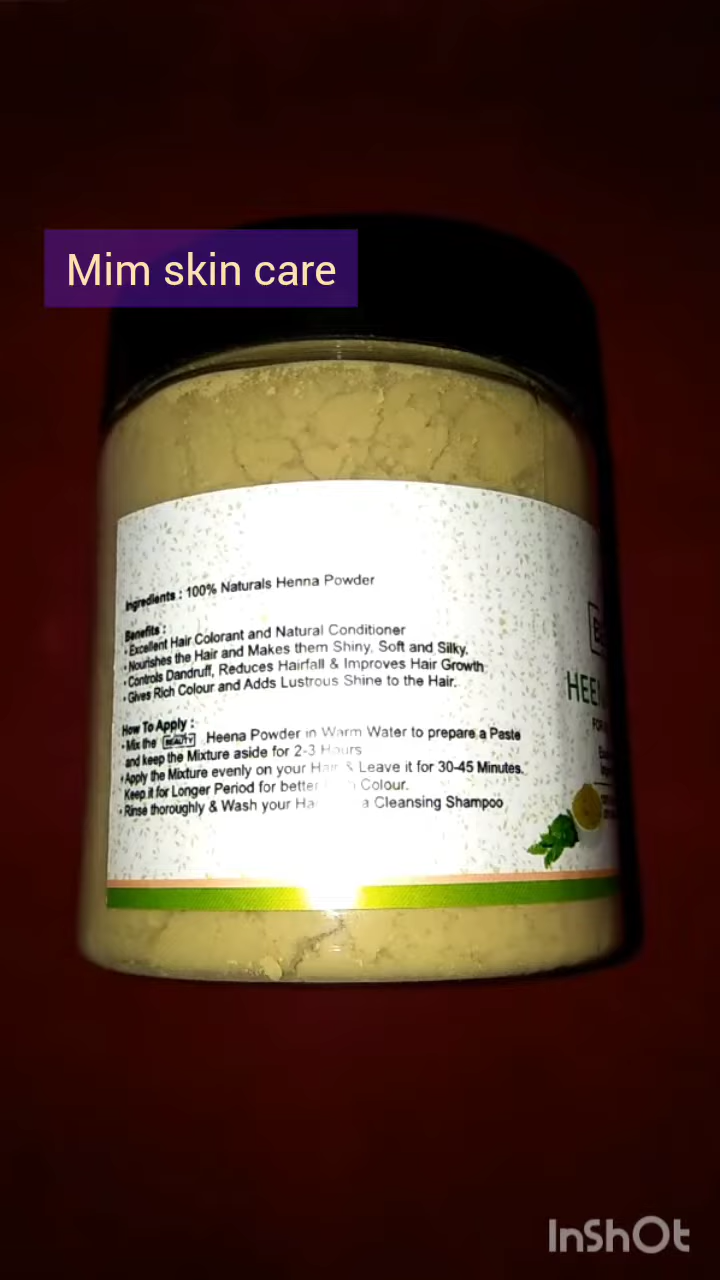 Mim skin care
Ingredients : 100% Naturals Henna Powder
Benefits :
• Excellent Hair Colorant and Natural Conditioner
• Nourishes the Hair and Makes them Shiny, Soft and Silky.
• Controls Dandruff, Reduces Hairfall & Improves Hair Growth
• Gives Rich Colour and Adds Lustrous Shine to the Hair.
How To Apply :
• Mix the BEAUTY Heena Powder in Warm Water to prepare a Paste
and keep the Mixture aside for 2-3 Hours
• Apply the Mixture evenly on your Hair & Leave it for 30-45 Minutes.
Keep it for Longer Period for better Colour.
• Rinse thoroughly & Wash your a Cleansing Shampoo
InShOt